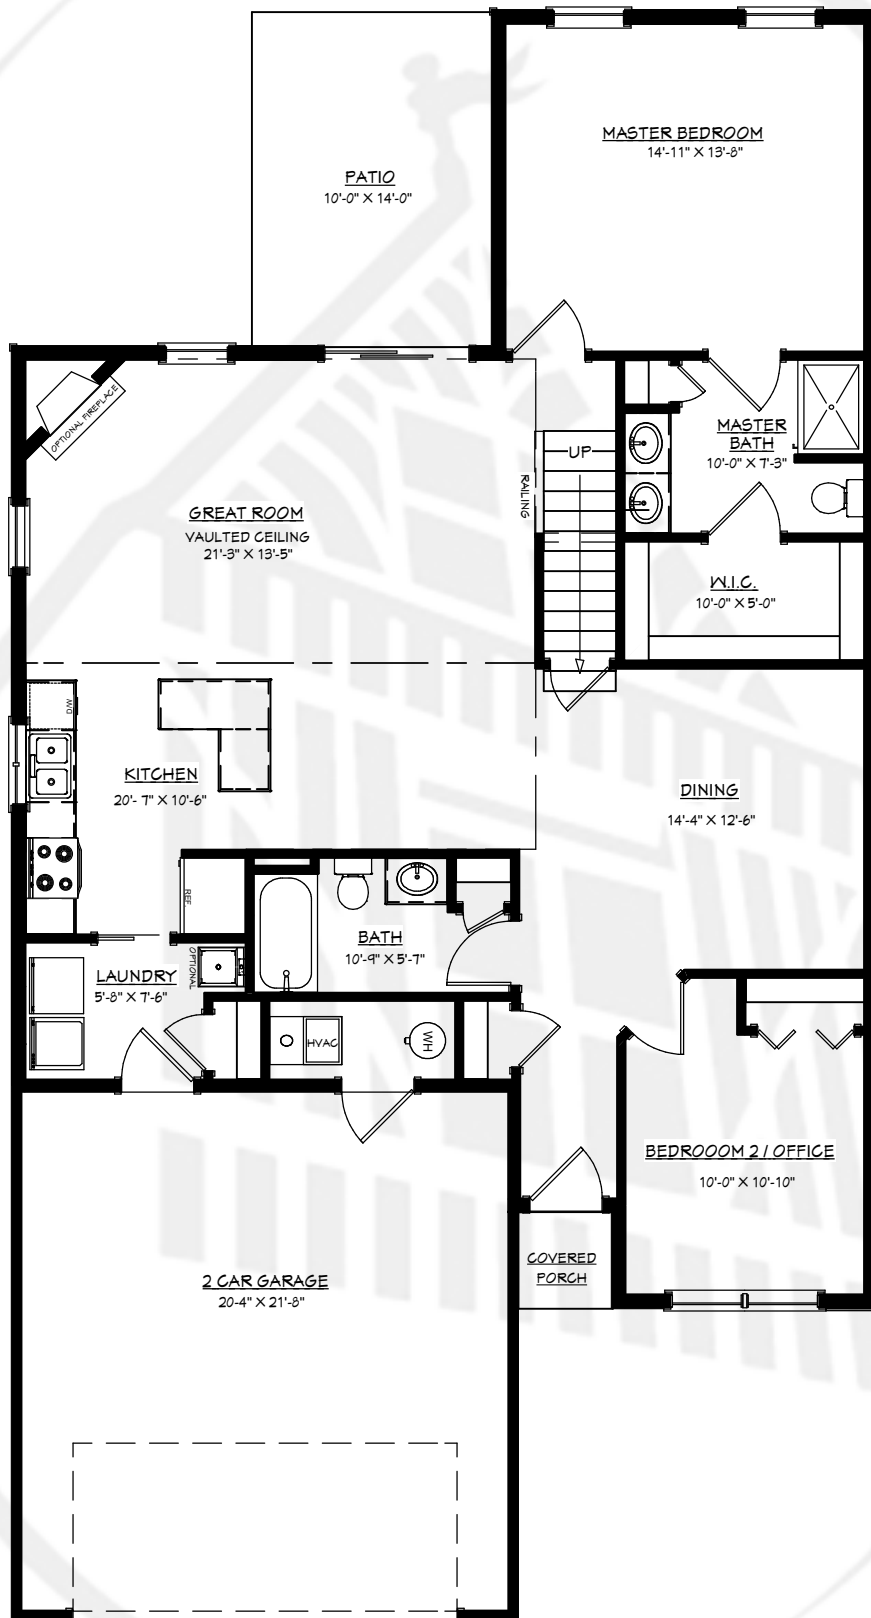 MASTER BEDROOM
14'-11" X 13'-8"
PATIO
10'-0" X 14'-0"
OPTIONAL FIREPLACE
MASTER
BATH
10'-0" X 7'-3"
UP
RAILING
GREAT ROOM
VAULTED CEILING
21'-3" X 13'-5"
W.I.C.
10'-0" X 5'-0"
KITCHEN
20'- 7" X 10'-6"
DINING
14'-4" X 12'-6"
REF
BATH
10'-9" X 5'-7"
OPTIONAL
LAUNDRY
5'-8" X 7'-6"
HVAC
WH
BEDROOOM 2 / OFFICE
10'-0" X 10'-10"
COVERED
PORCH
2 CAR GARAGE
20-4" X 21'-8"